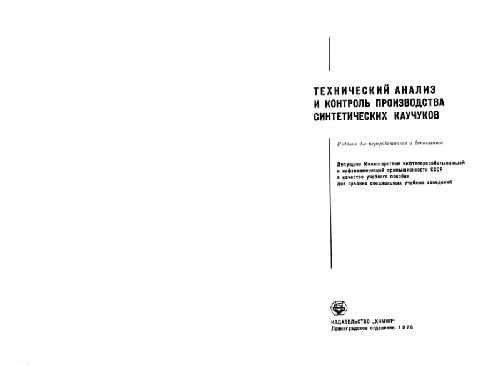 ТЕХНИЧЕСКИЙ АНАЛИЗ
И КОНТРОЛЬ ПРОИЗВОДСТВА
СИНТЕТИЧЕСКИХ КАУЧУКОВ
Издание 2-е переработанное и дополненное
Допущено Министерством нефтеперерабатывающей
и нефтехимической промышленности СССР
в качестве учебного пособия
для средних специальных учебных заведений
ИЗДАТЕЛЬСТВО „ХИМИЯ“
Ленинградское отделение.